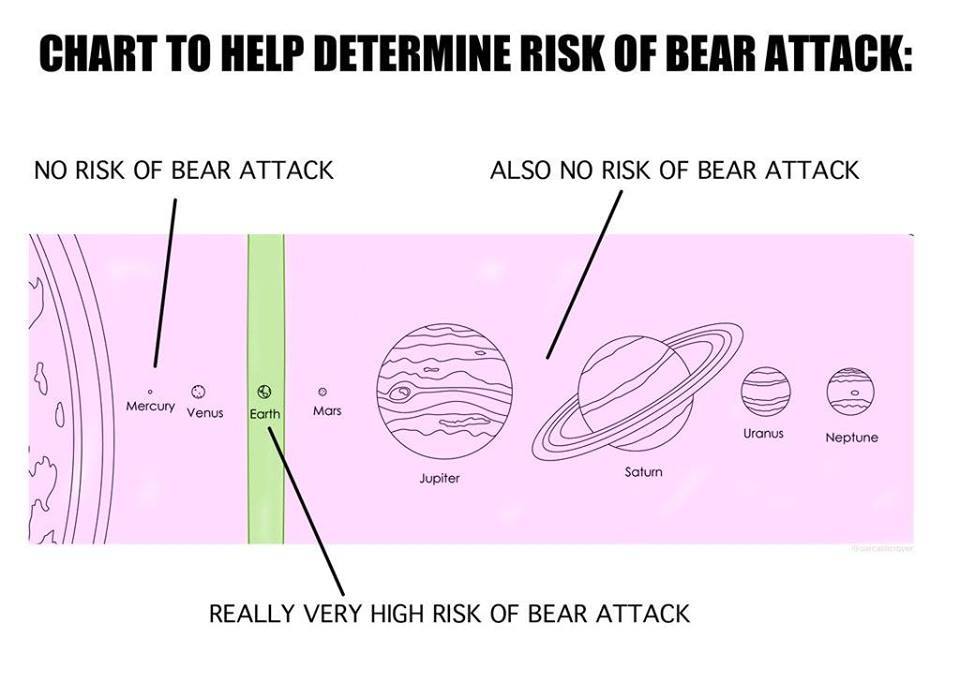 CHART TO HELP DETERMINE RISK OF BEAR ATTACK:
NO RISK OF BEAR ATTACK
ALSO NO RISK OF BEAR ATTACK
Mercury
Venus
Earth
Mars
Jupiter
Saturn
Uranus
Neptune
REALLY VERY HIGH RISK OF BEAR ATTACK